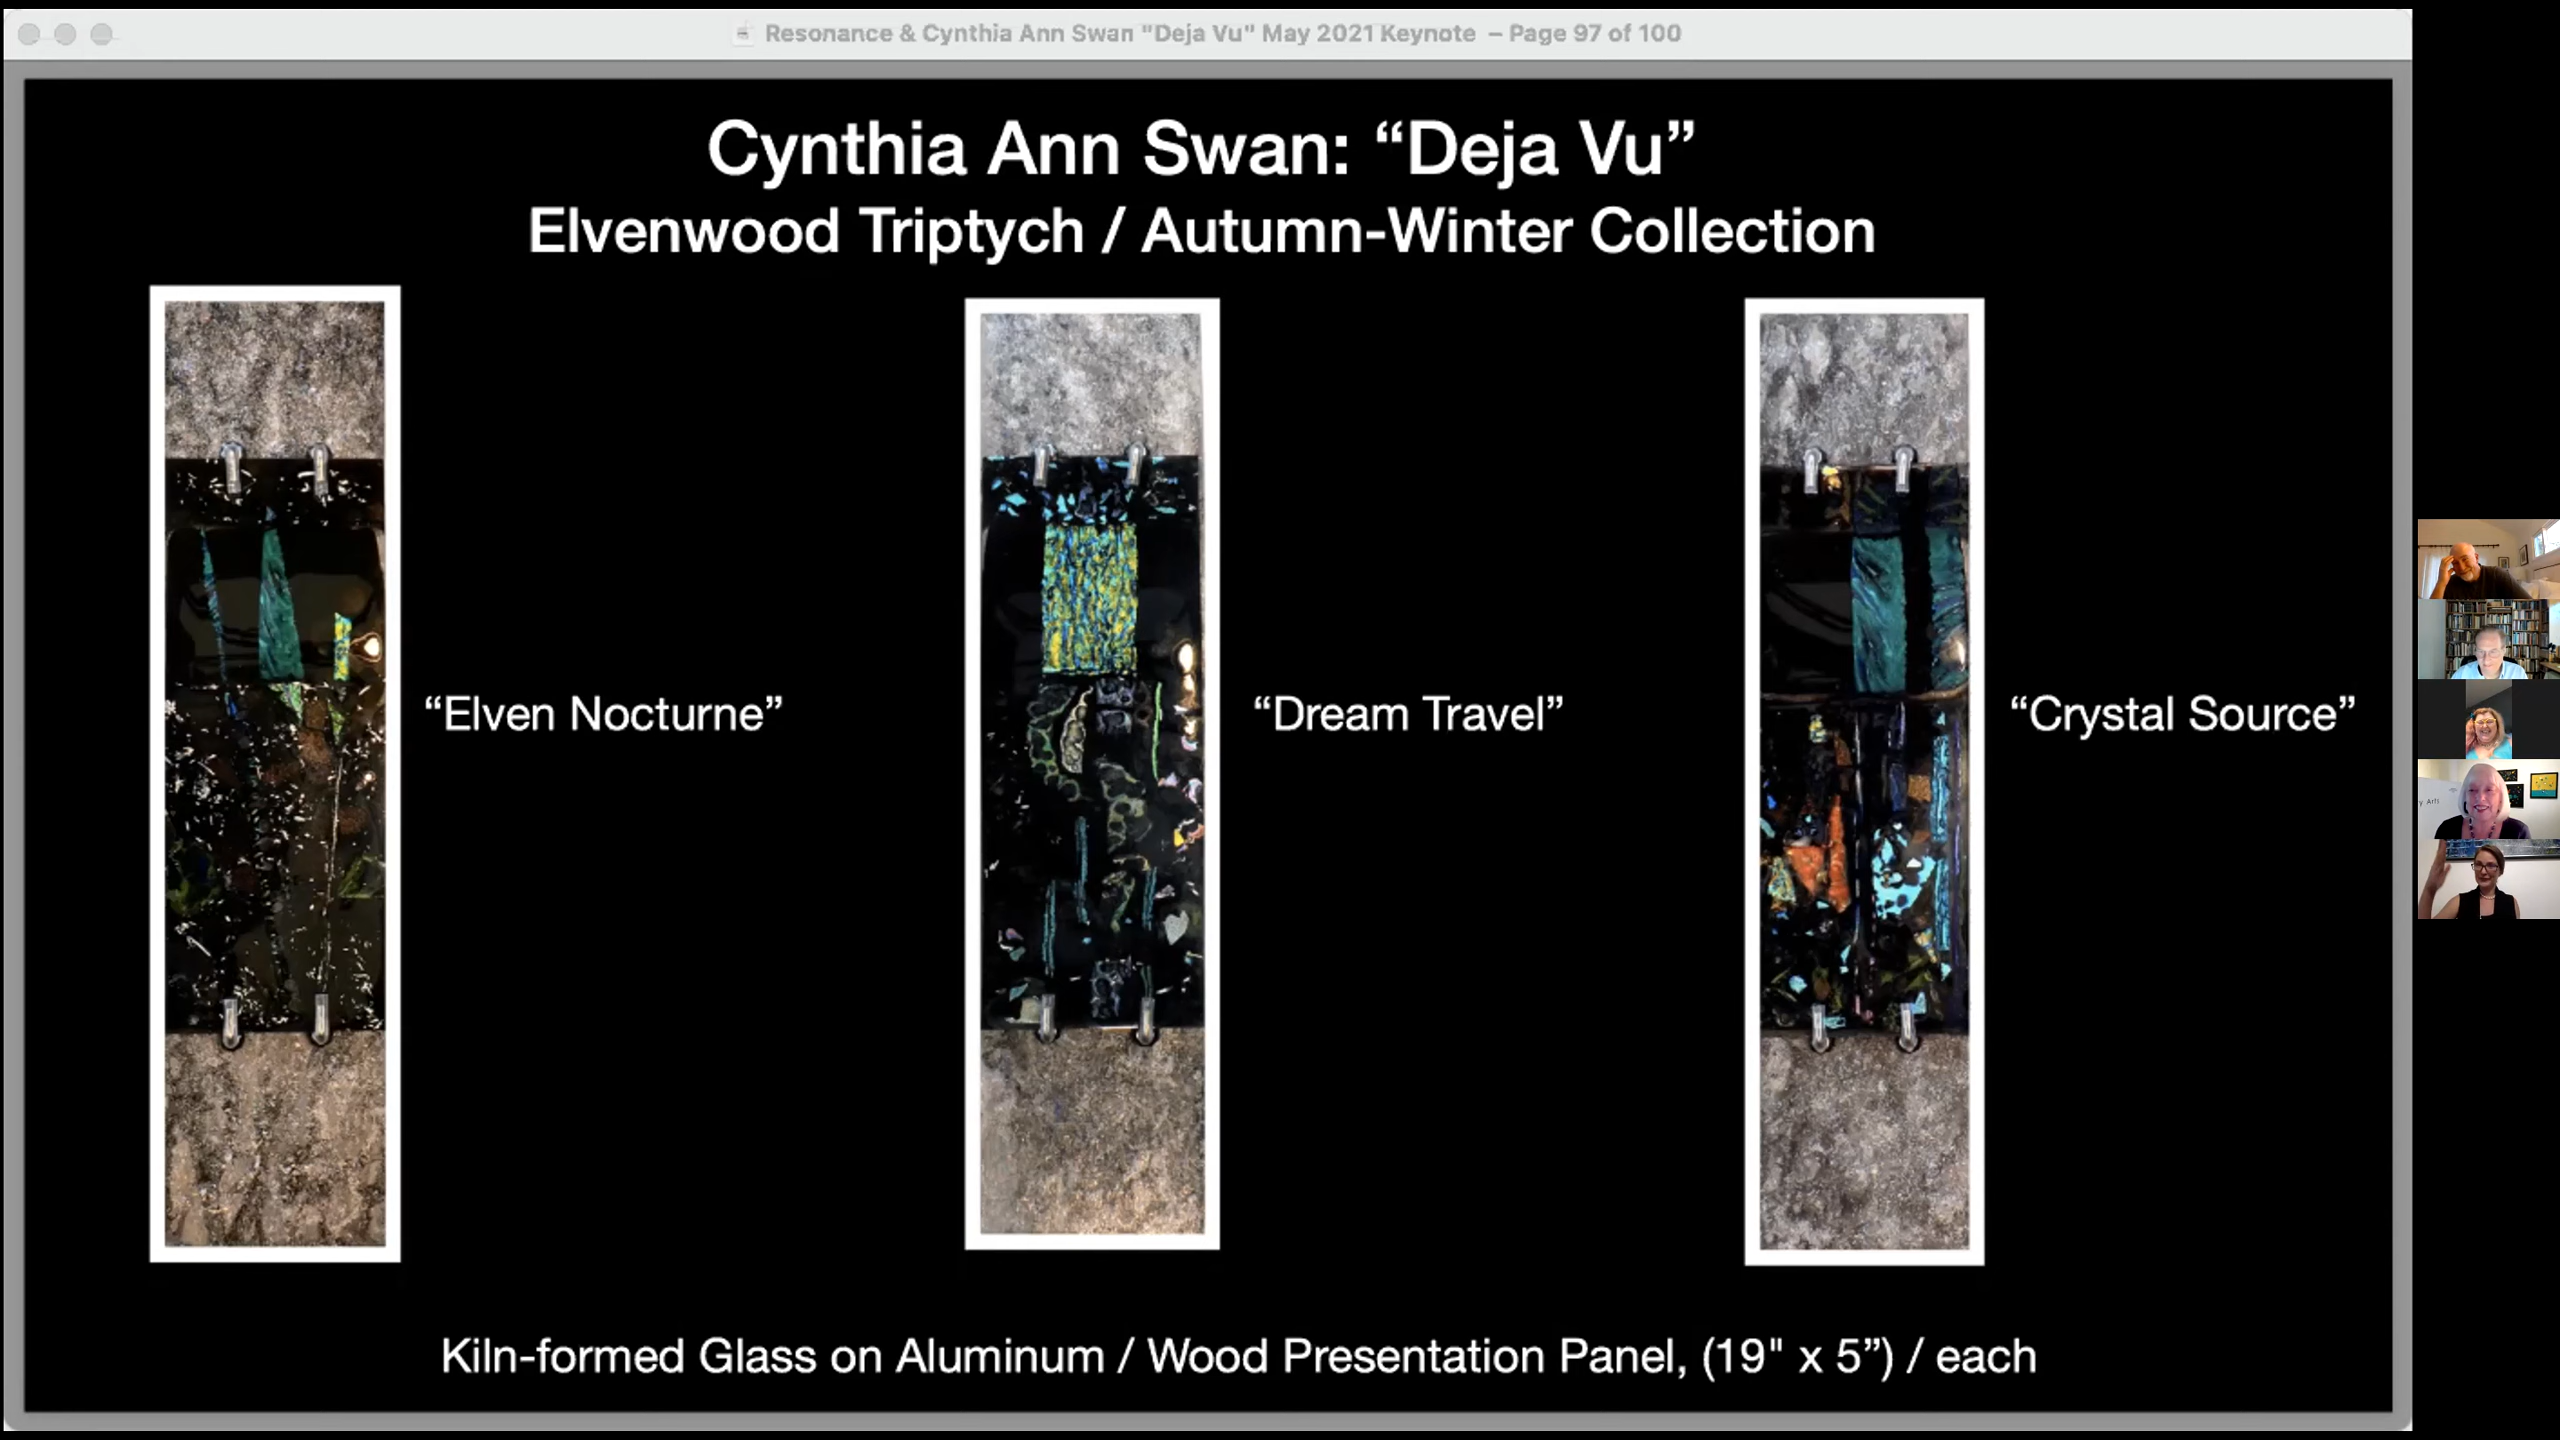 Resonance & Cynthia Ann Swan "Deja Vu" May 2021 Keynote – Page 97 of 100
Cynthia Ann Swan: “Deja Vu”
Elvenwood Triptych / Autumn-Winter Collection
“Elven Nocturne”
“Dream Travel”
“Crystal Source”
y Arts
Kiln-formed Glass on Aluminum / Wood Presentation Panel, (19" x 5”) / each